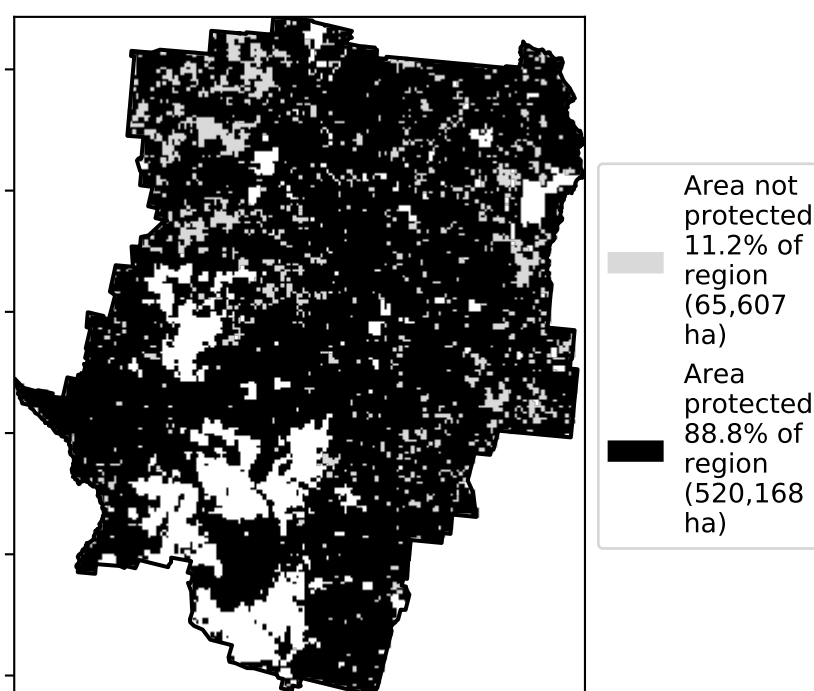 Area not
protected
11.2% of
region
(65,607
ha)
Area
protected
88.8% of
region
(520,168
ha)